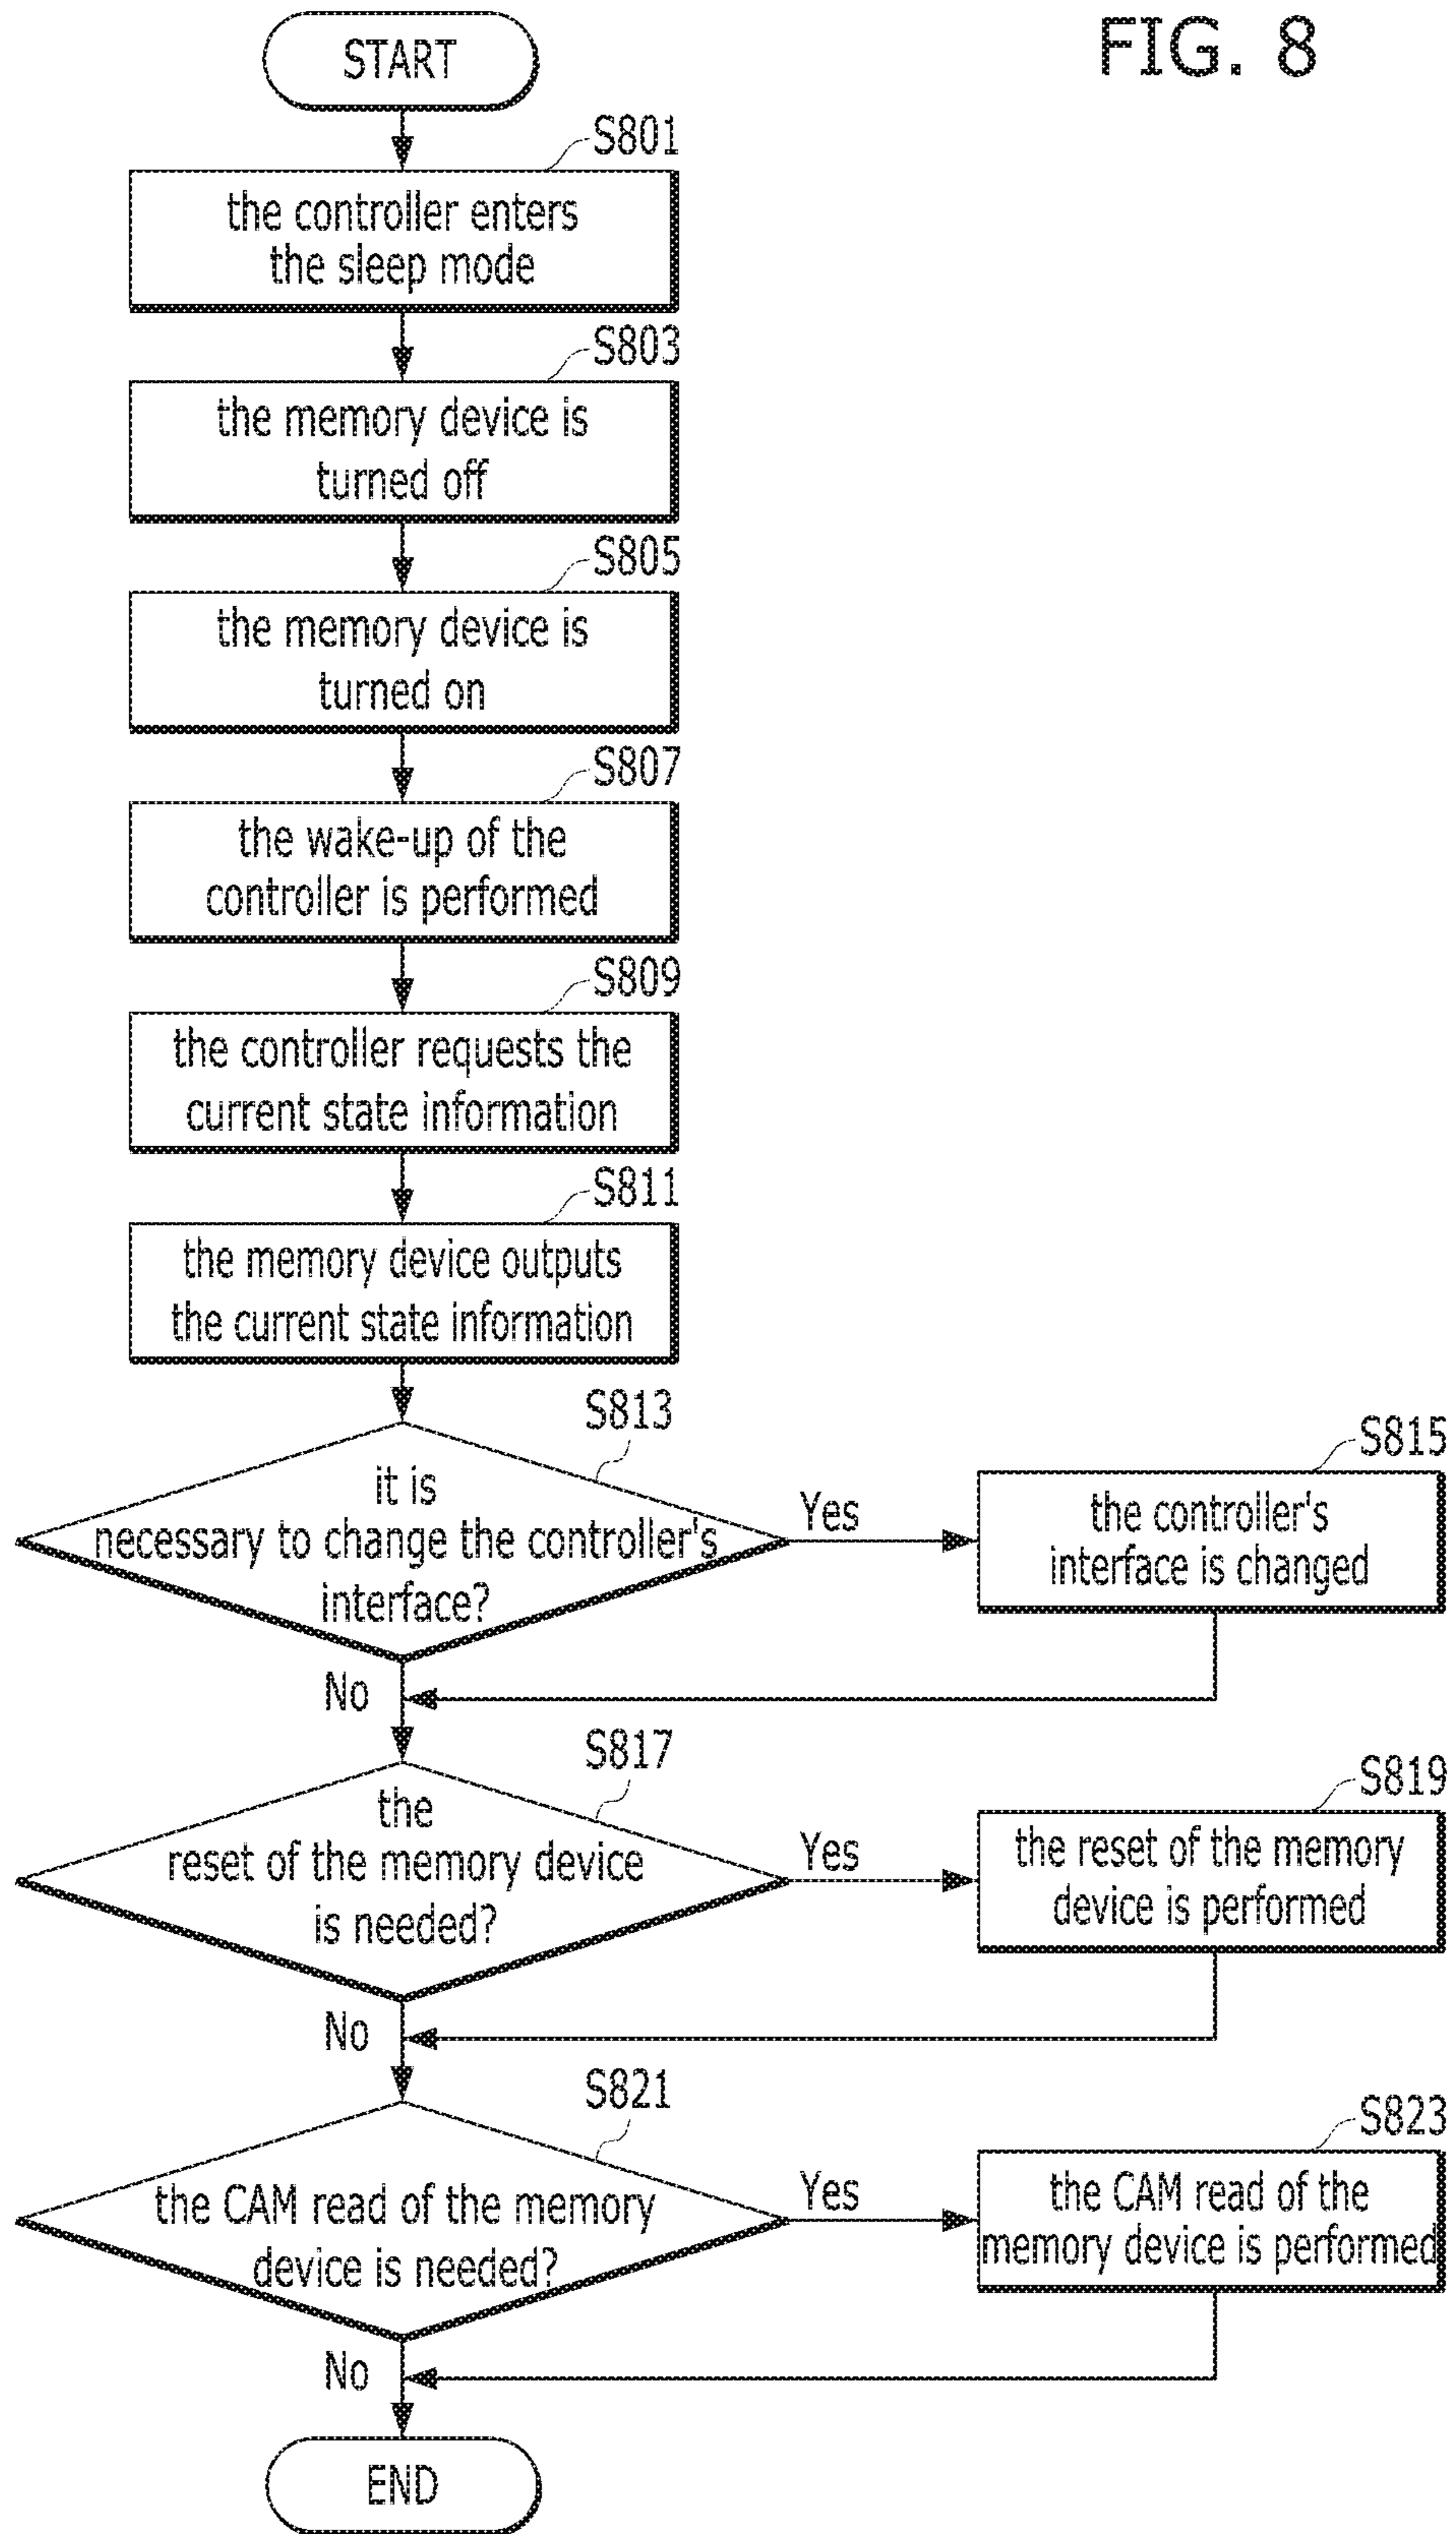 FIG. 8
START
S801
the controller enters
the sleep mode
S803
the memory device is
turned off
S805
the memory device is
turned on
S807
the wake-up of the
controller is performed
S809
the controller requests the
current state information
S811
the memory device outputs
the current state information
S813
it is
necessary to change the controller's
interface?
Yes
S815
the controller's
interface is changed
No
S817
the
reset of the memory device
is needed?
Yes
S819
the reset of the memory
device is performed
No
S821
the CAM read of the memory
device is needed?
Yes
S823
the CAM read of the
memory device is performed
No
END